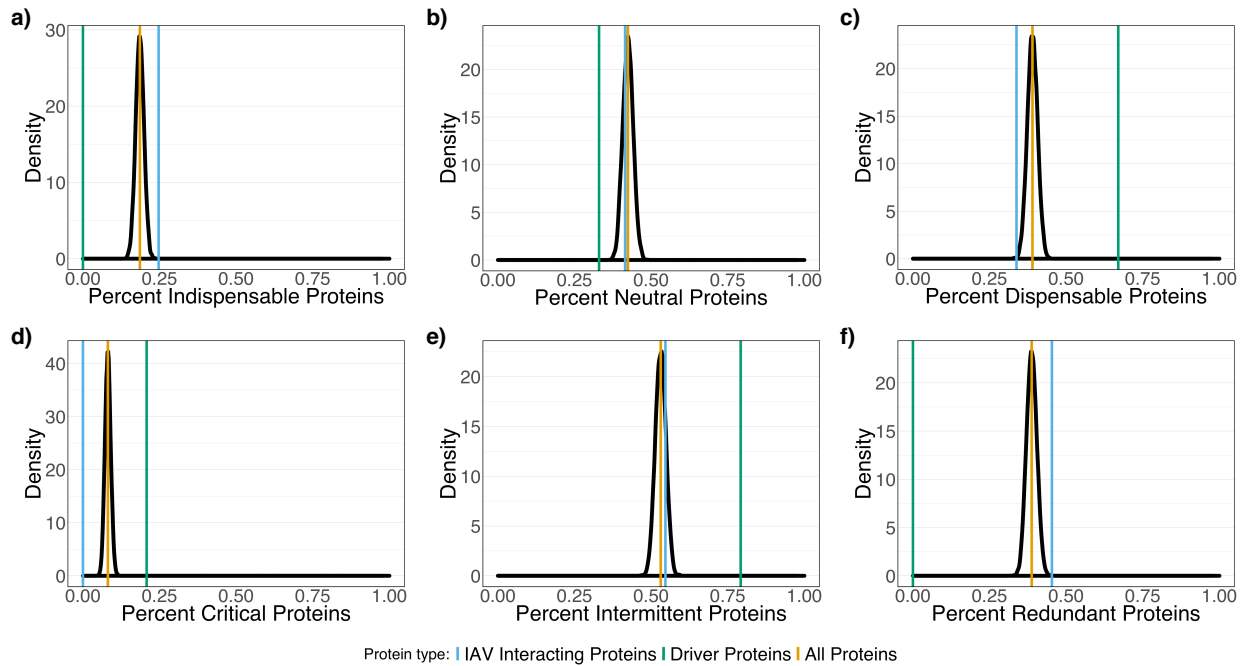 a)
30
20
10
0
Density
0.00 0.25 0.50 0.75 1.00
Percent Indispensable Proteins
b)
20
15
10
5
0
Density
0.00 0.25 0.50 0.75 1.00
Percent Neutral Proteins
c)
20
15
10
5
0
Density
0.00 0.25 0.50 0.75 1.00
Percent Dispensable Proteins
d)
40
30
20
10
0
Density
0.00 0.25 0.50 0.75 1.00
Percent Critical Proteins
e)
20
15
10
5
0
Density
0.00 0.25 0.50 0.75 1.00
Percent Intermittent Proteins
f)
20
15
10
5
0
Density
0.00 0.25 0.50 0.75 1.00
Percent Redundant Proteins
Protein type: IAV Interacting Proteins Driver Proteins All Proteins